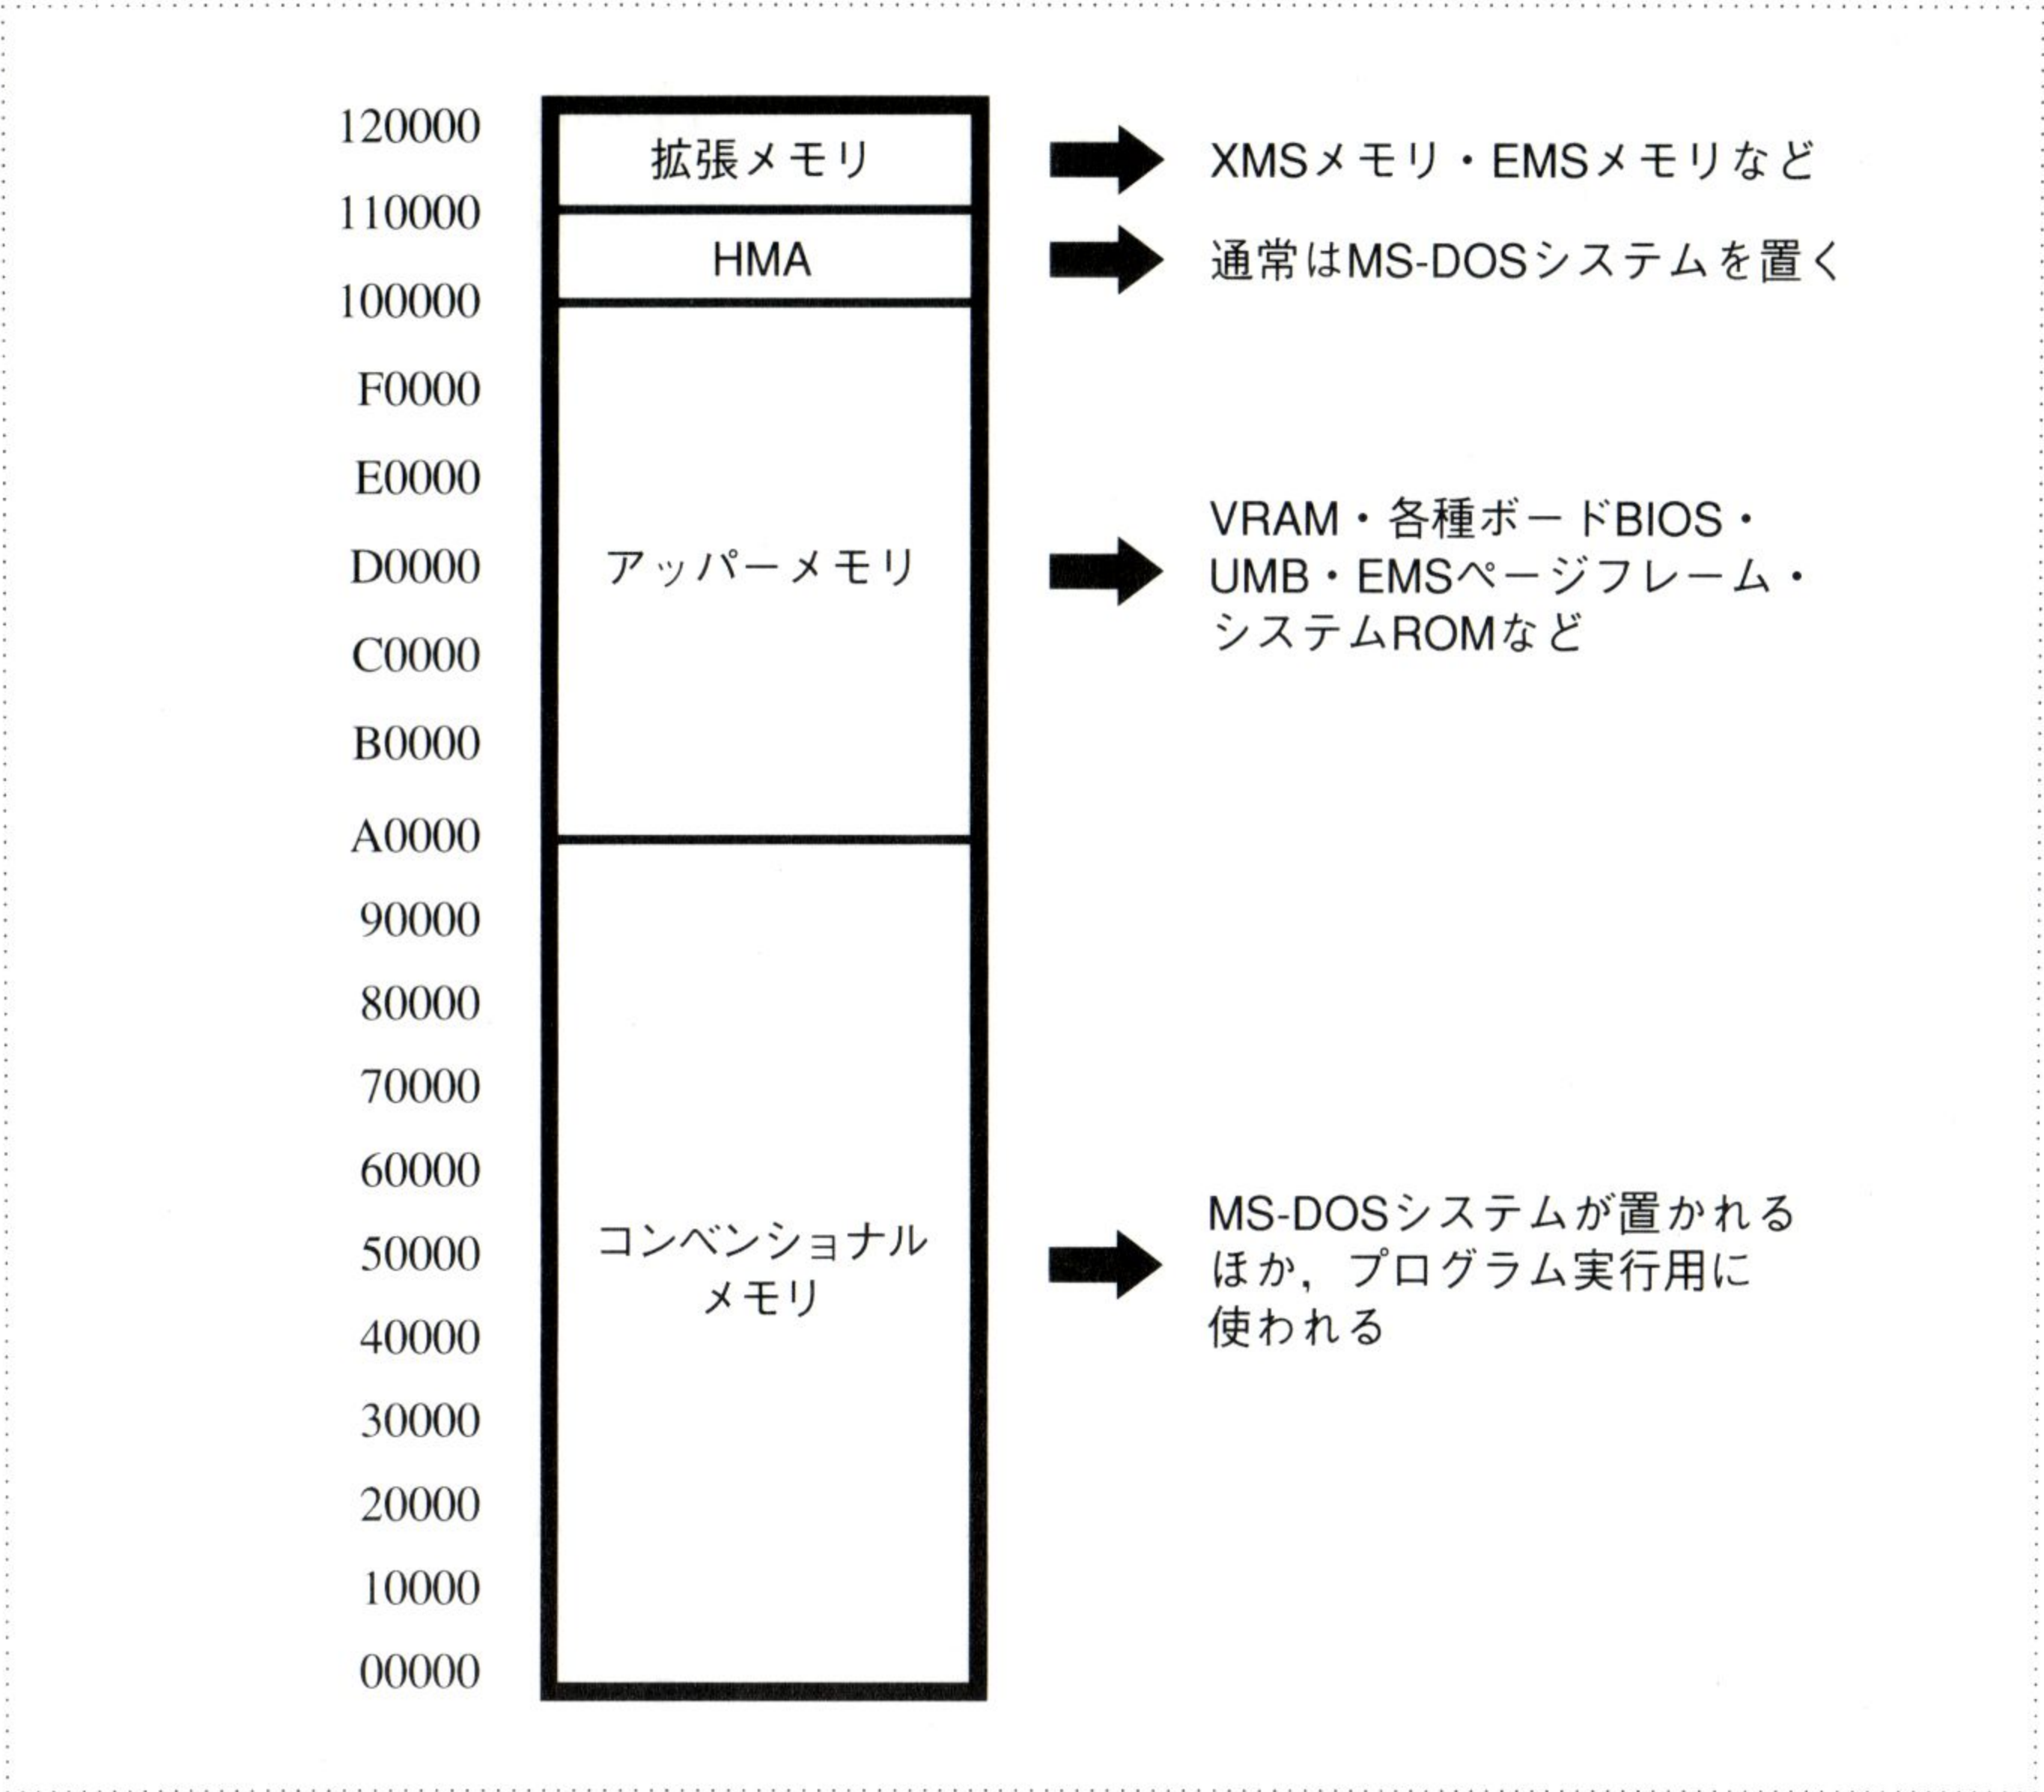 120000
拡張メモリ
XMSメモリ・EMSメモリなど
110000
HMA
通常はMS-DOSシステムを置く
100000
F0000
E0000
D0000
アッパーメモリ
VRAM・各種ボードBIOS・
UMB・EMSページフレーム・
システムROMなど
C0000
B0000
A0000
90000
80000
70000
60000
50000
コンベンショナル
メモリ
MS-DOSシステムが置かれる
ほか，プログラム実行用に
使われる
40000
30000
20000
10000
00000